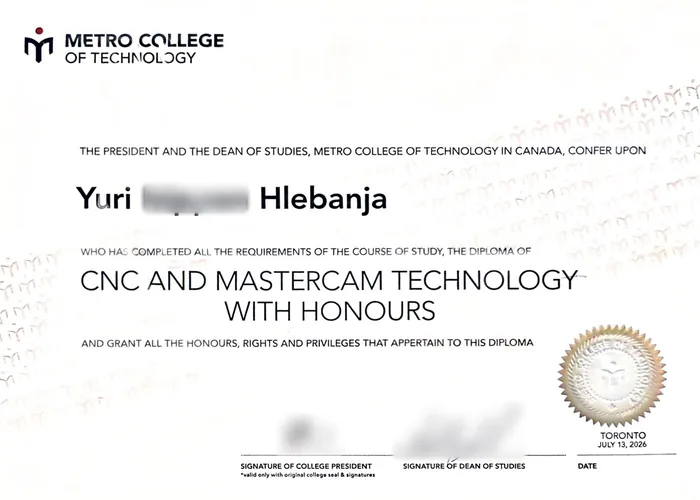 METRO COLLEGE
OF TECHNOLOGY
THE PRESIDENT AND THE DEAN OF STUDIES, METRO COLLEGE OF TECHNOLOGY IN CANADA, CONFER UPON
Yuri Hlebanja
WHO HAS COMPLETED ALL THE REQUIREMENTS OF THE COURSE OF STUDY, THE DIPLOMA OF
CNC AND MASTERCAM TECHNOLOGY
WITH HONOURS
AND GRANT ALL THE HONOURS, RIGHTS AND PRIVILEGES THAT APPERTAIN TO THIS DIPLOMA
TORONTO
JULY 13, 2026
SIGNATURE OF COLLEGE PRESIDENT
*valid only with original college seal & signatures
SIGNATURE OF DEAN OF STUDIES
DATE